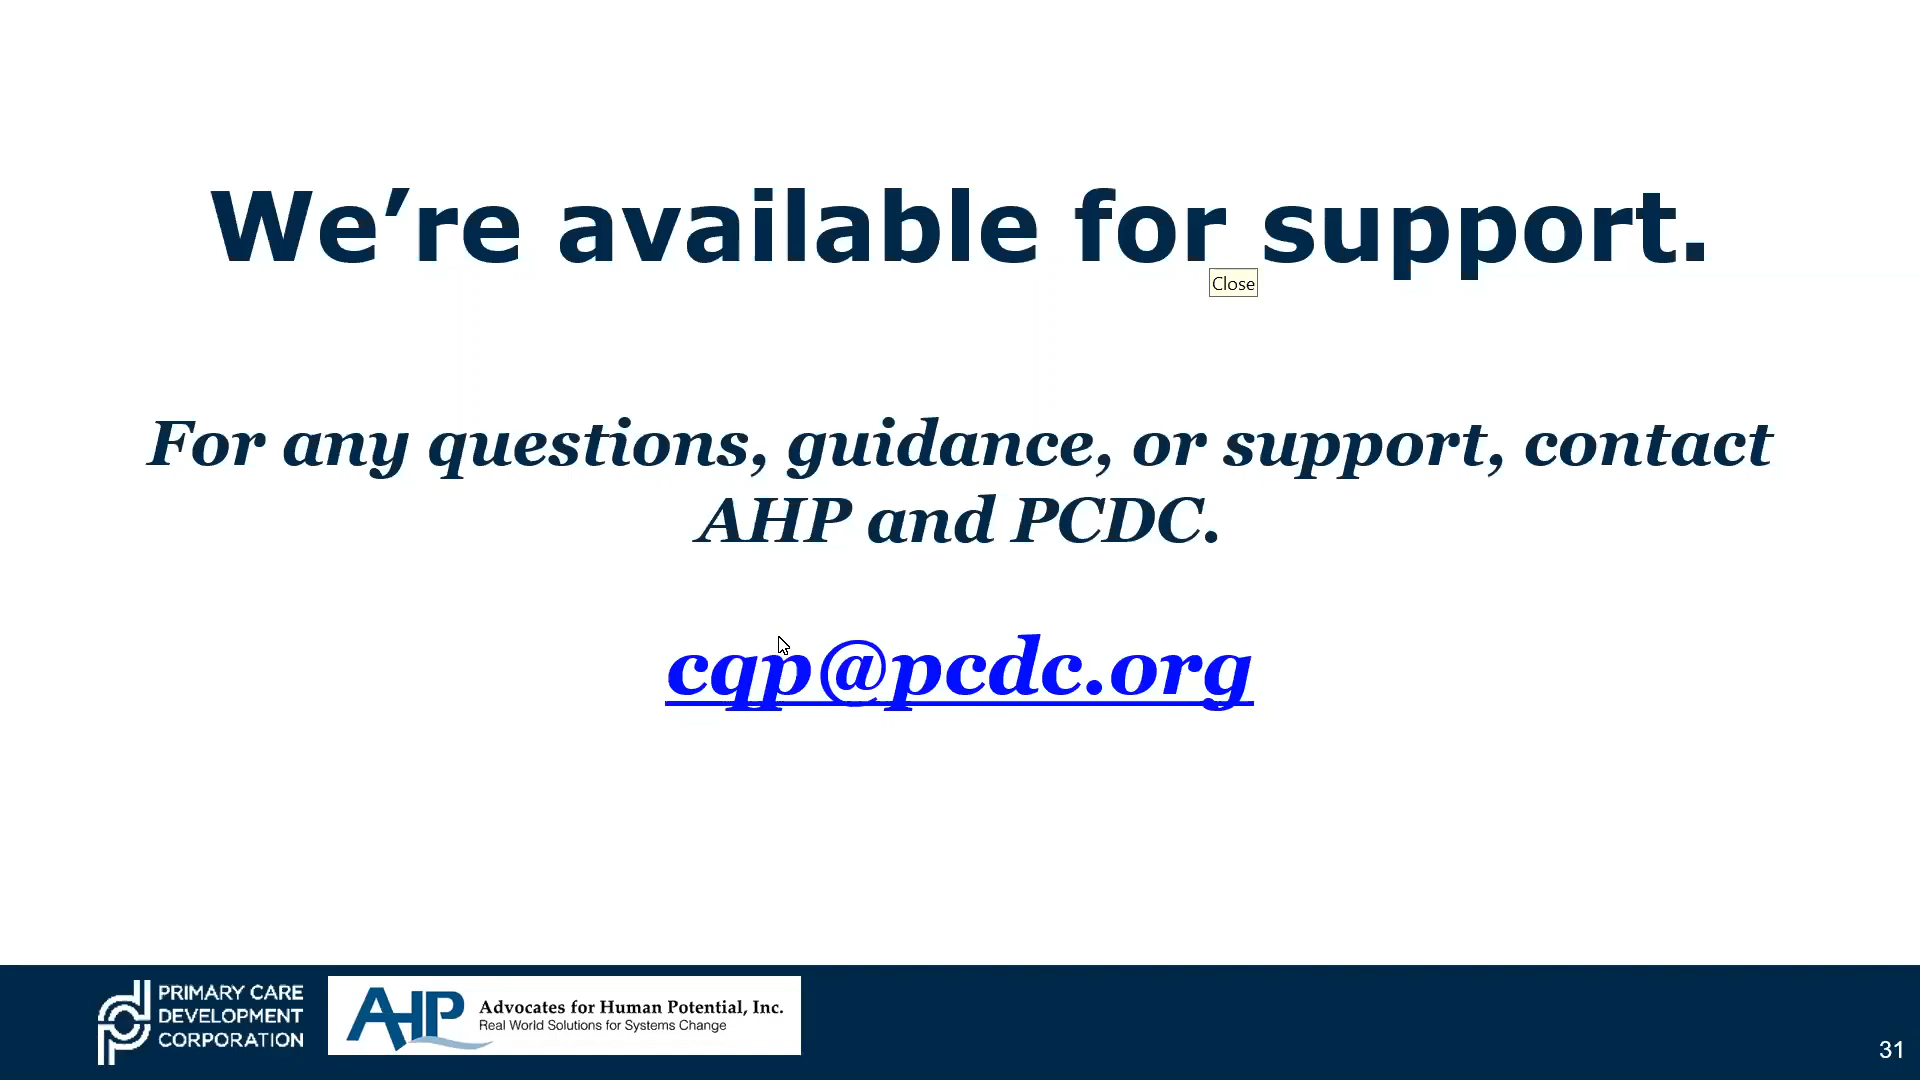 We’re available for support.
Close
For any questions, guidance, or support, contact
AHP and PCDC.
cqp@pcdc.org
PRIMARY CARE
DEVELOPMENT
CORPORATION
AHP
Advocates for Human Potential, Inc.
Real World Solutions for Systems Change
31